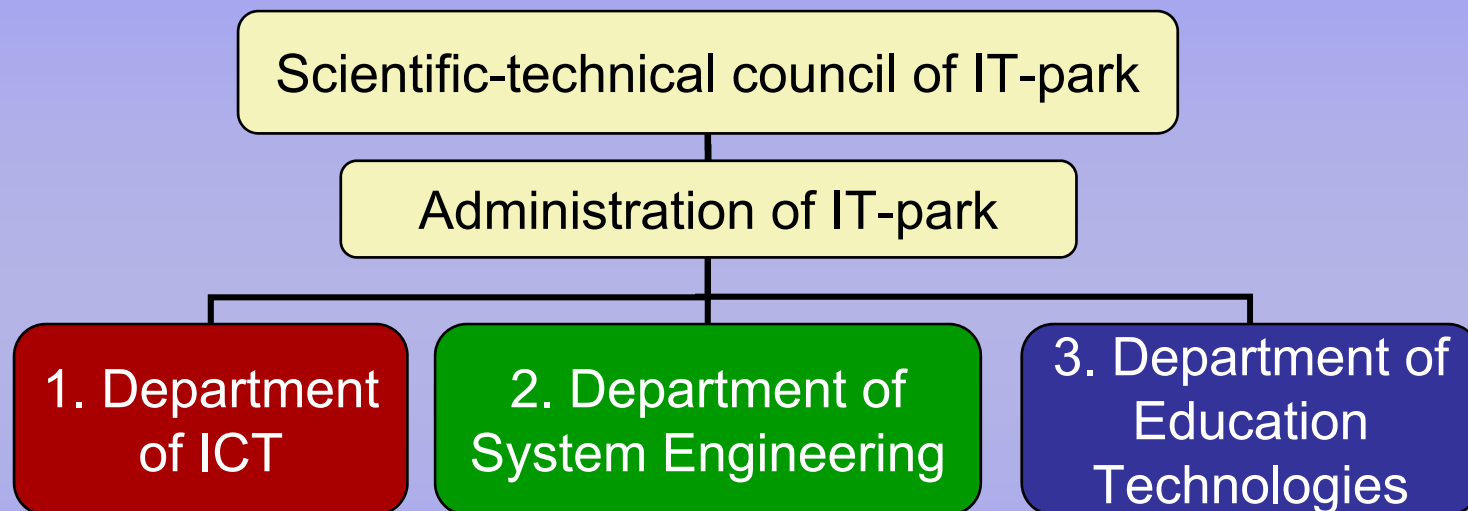 Scientific-technical council of IT-park
Administration of IT-park
1. Department
of ICT
2. Department of
System Engineering
3. Department of
Education
Technologies